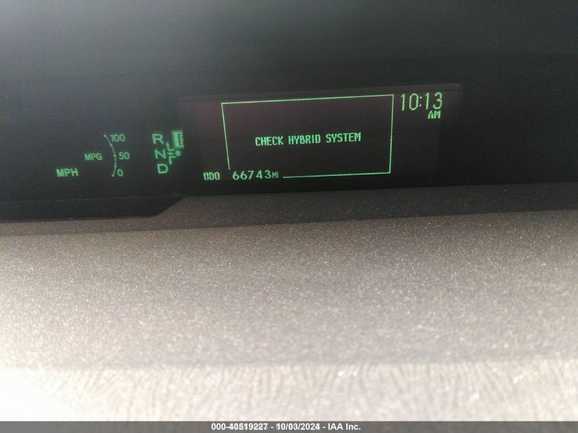 10:13
AM
CHECK HYBRID SYSTEM
100
MPG 50
0
MPH
R
N
D
E
ODO 66743MI
000-40519227 - 10/03/2024 - IAA Inc.